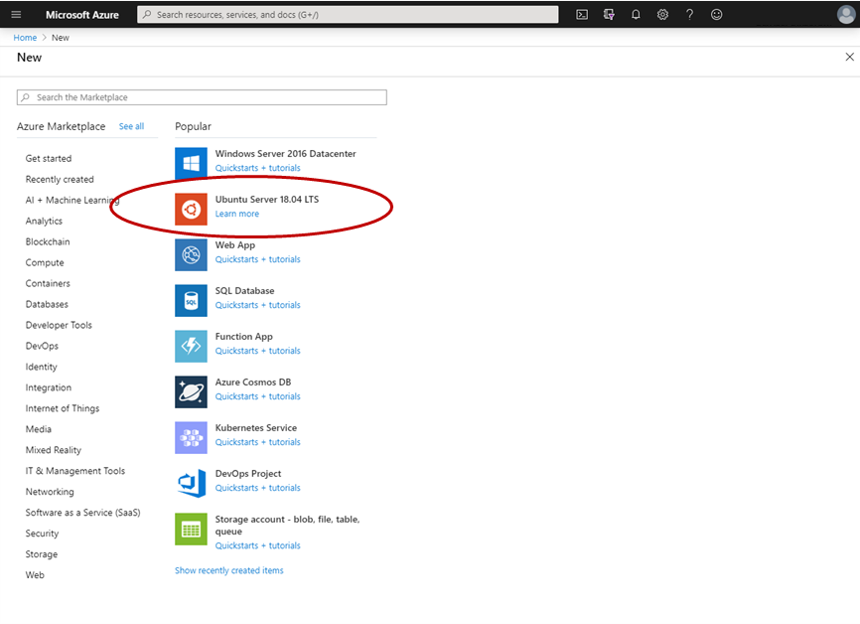 Microsoft Azure
Search resources, services, and docs (G+/)
Home > New
New
Search the Marketplace
Azure Marketplace See all
Get started
Recently created
AI + Machine Learning
Analytics
Blockchain
Compute
Containers
Databases
Developer Tools
DevOps
Identity
Integration
Internet of Things
Media
Mixed Reality
IT & Management Tools
Networking
Software as a Service (SaaS)
Security
Storage
Web
Popular
Windows Server 2016 Datacenter
Quickstarts + tutorials
Ubuntu Server 18.04 LTS
Learn more
Web App
Quickstarts + tutorials
SQL
SQL Database
Quickstarts + tutorials
Function App
Quickstarts + tutorials
Azure Cosmos DB
Quickstarts + tutorials
Kubernetes Service
Quickstarts + tutorials
DevOps Project
Quickstarts + tutorials
Storage account - blob, file, table,
queue
Quickstarts + tutorials
Show recently created items